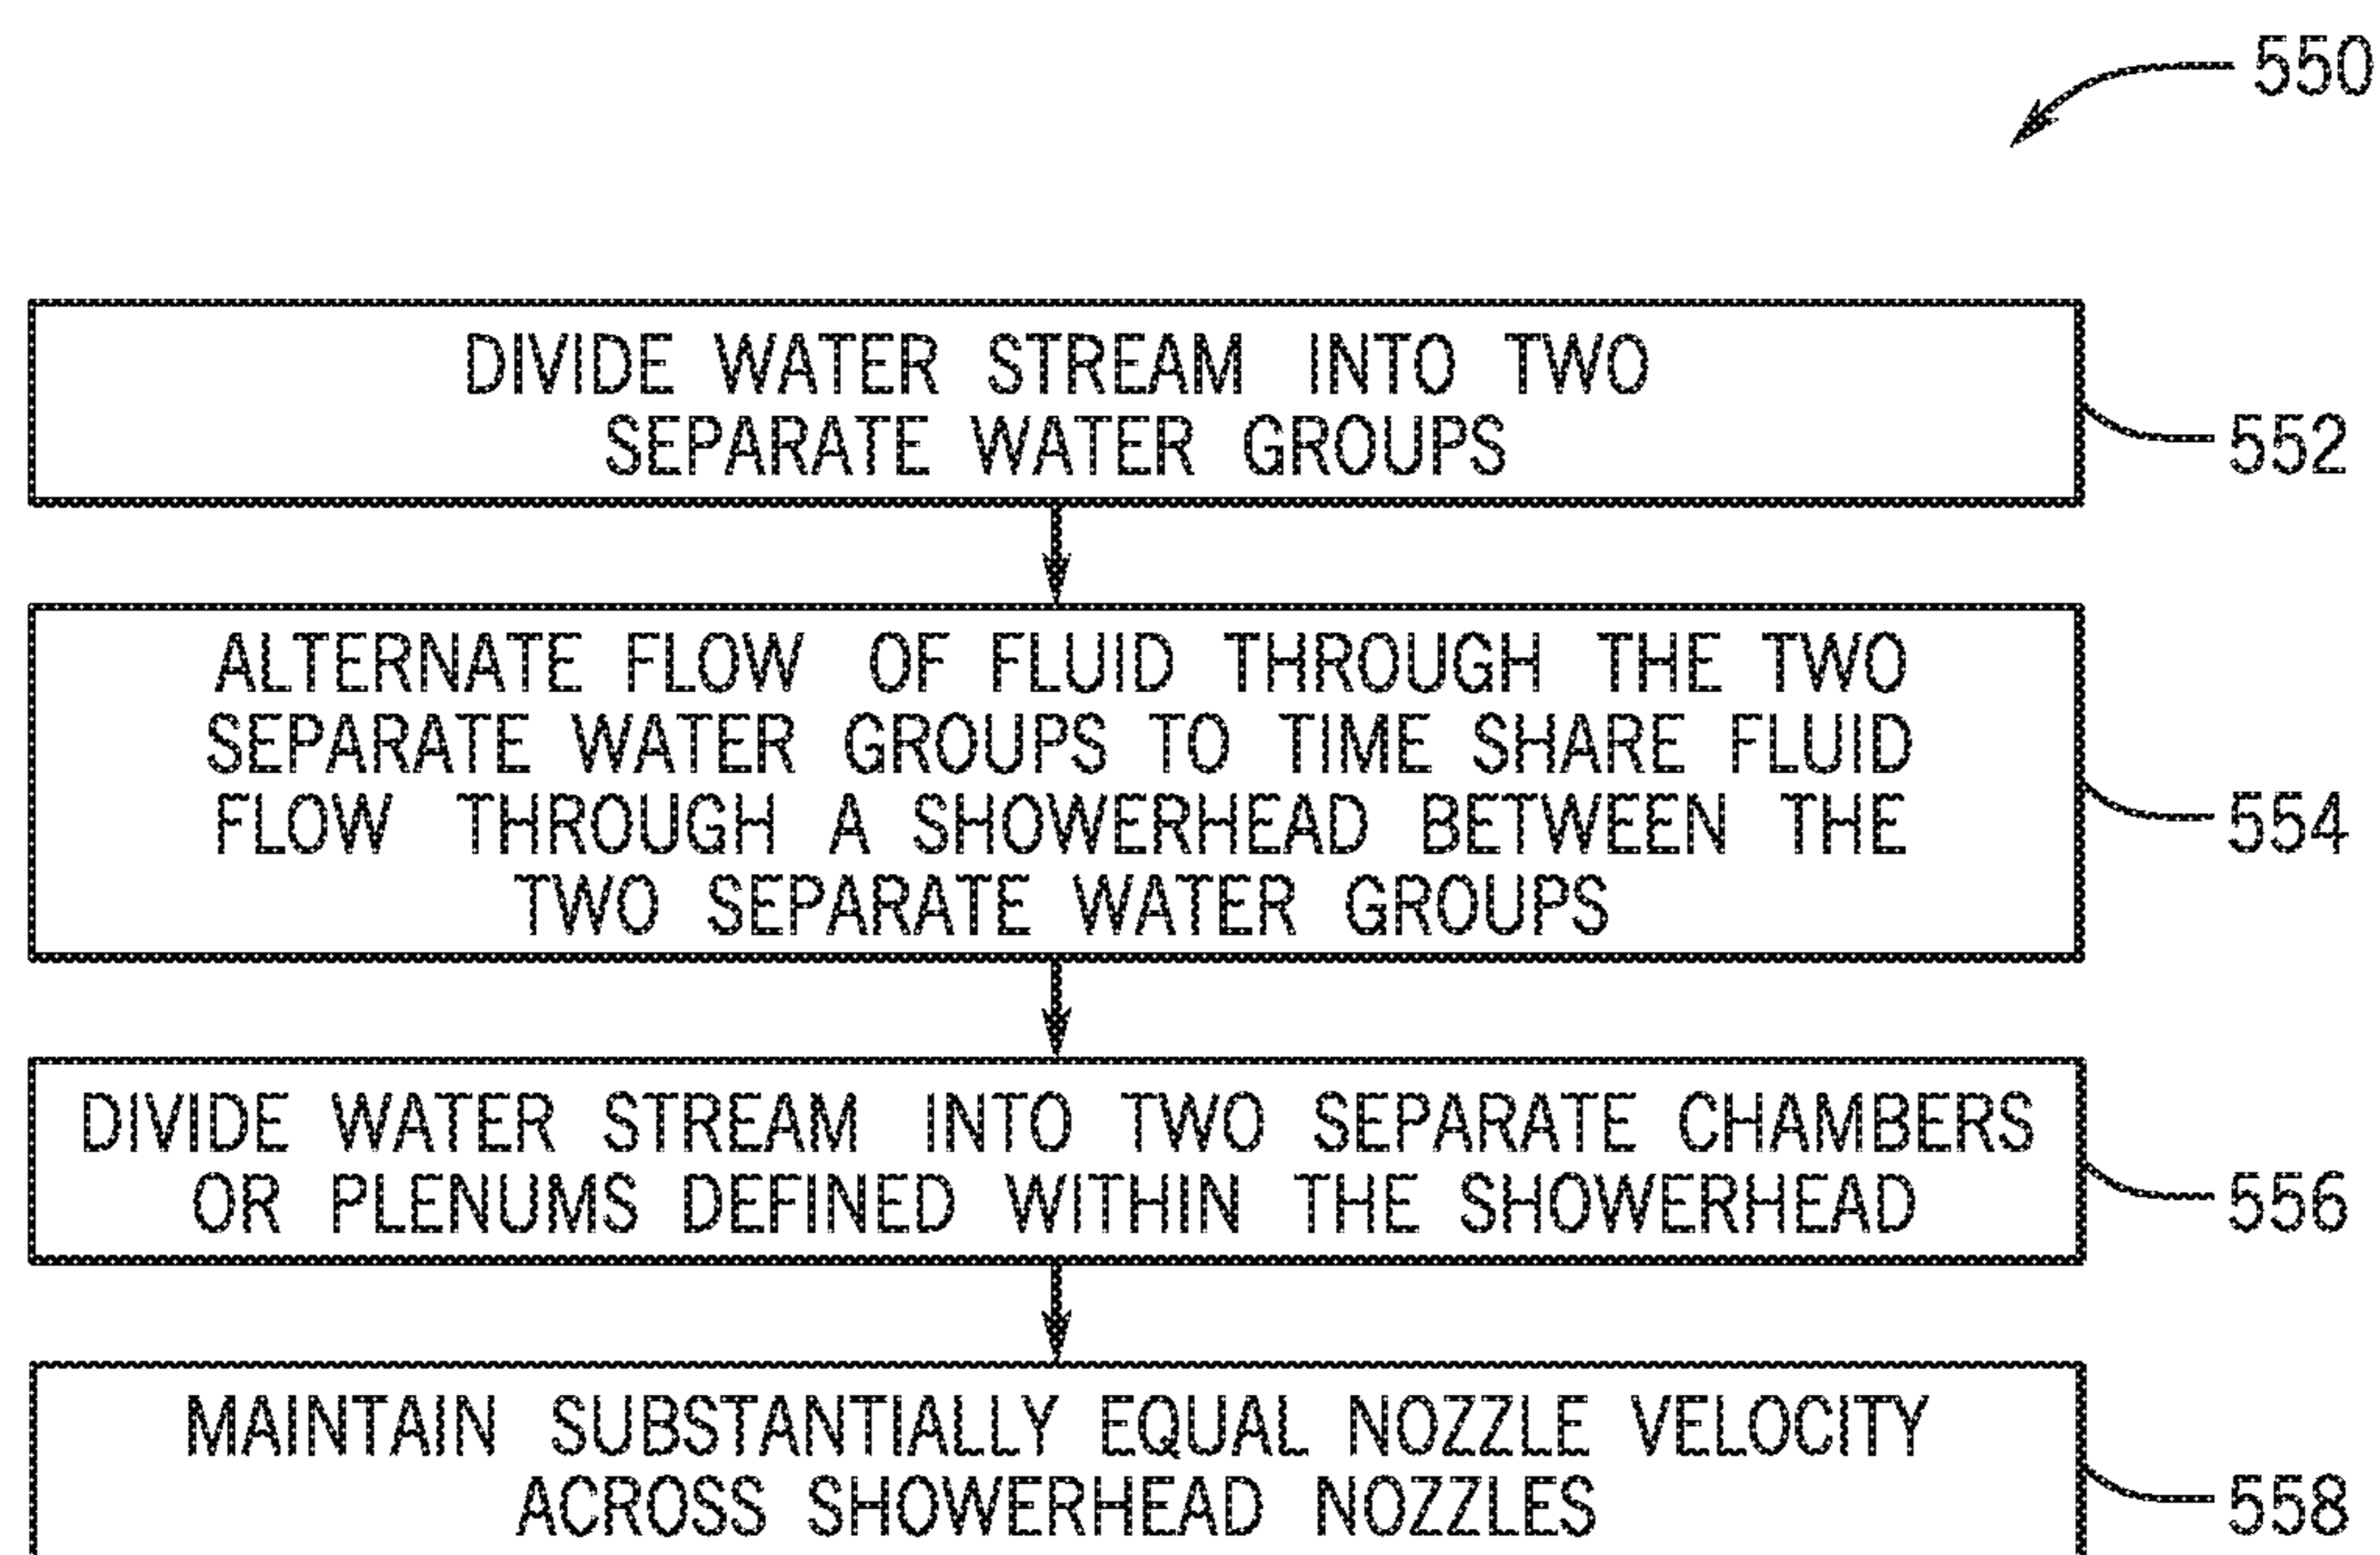 550
DIVIDE WATER STREAM INTO TWO
SEPARATE WATER GROUPS
552
ALTERNATE FLOW OF FLUID THROUGH THE TWO
SEPARATE WATER GROUPS TO TIME SHARE FLUID
FLOW THROUGH A SHOWERHEAD BETWEEN THE
TWO SEPARATE WATER GROUPS
554
DIVIDE WATER STREAM INTO TWO SEPARATE CHAMBERS
OR PLENUMS DEFINED WITHIN THE SHOWERHEAD
556
MAINTAIN SUBSTANTIALLY EQUAL NOZZLE VELOCITY
ACROSS SHOWERHEAD NOZZLES
558